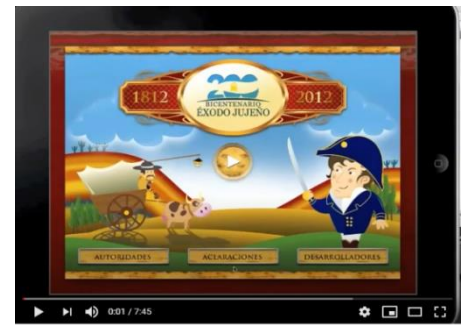 1812
200
BICENTENARIO
ÉXODO JUJEÑO
2012
AUTORIDADES
ACLARACIONES
DESARROLLADORES
0:01 / 7:45